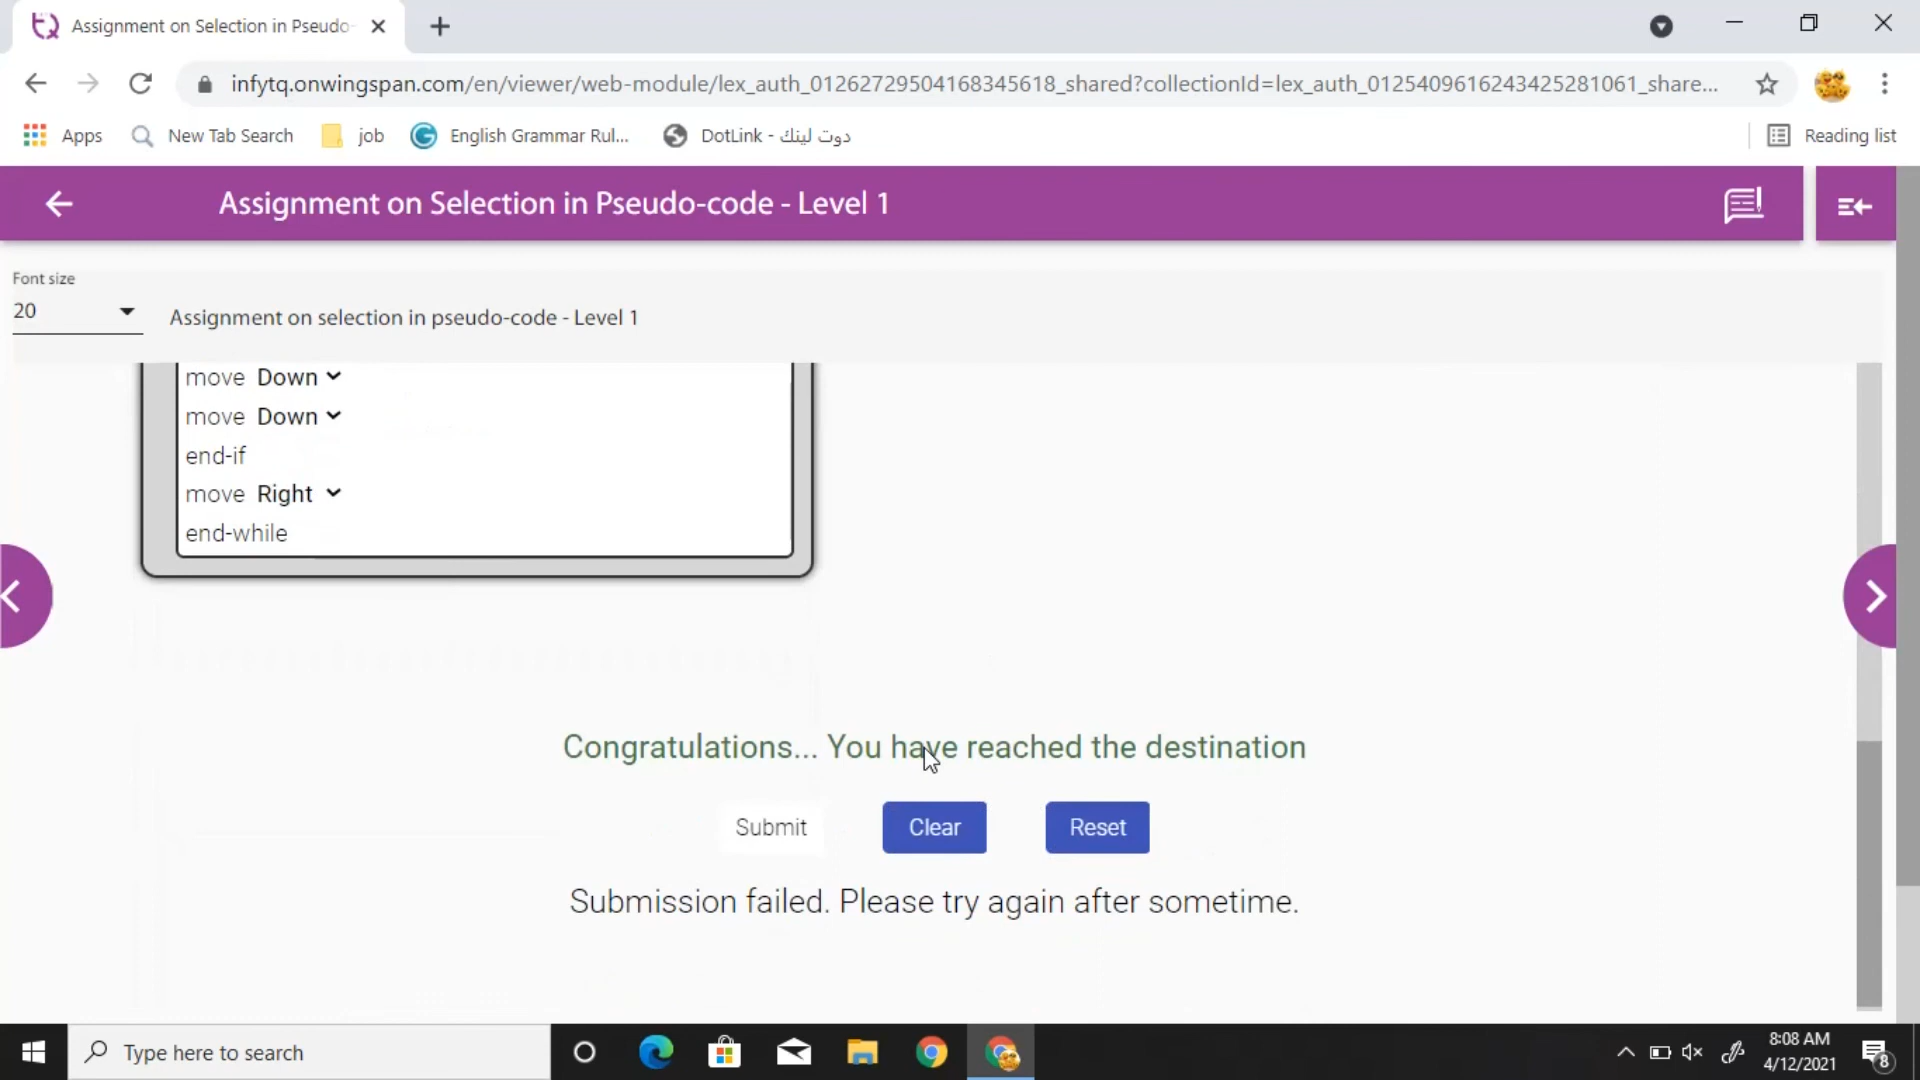 Assignment on Selection in Pseudo-
infytq.onwingspan.com/en/viewer/web-module/lex_auth_01262729504168345618_shared?collectionId=lex_auth_0125409616243425281061_share...
Apps New Tab Search job English Grammar Rul... DotLink - دوت لينك Reading list
Assignment on Selection in Pseudo-code - Level 1
Font size
20
Assignment on selection in pseudo-code - Level 1
move Down
move Down
end-if
move Right
end-while
Congratulations... You have reached the destination
Submit Clear Reset
Submission failed. Please try again after sometime.
Type here to search
8:08 AM
4/12/2021
8